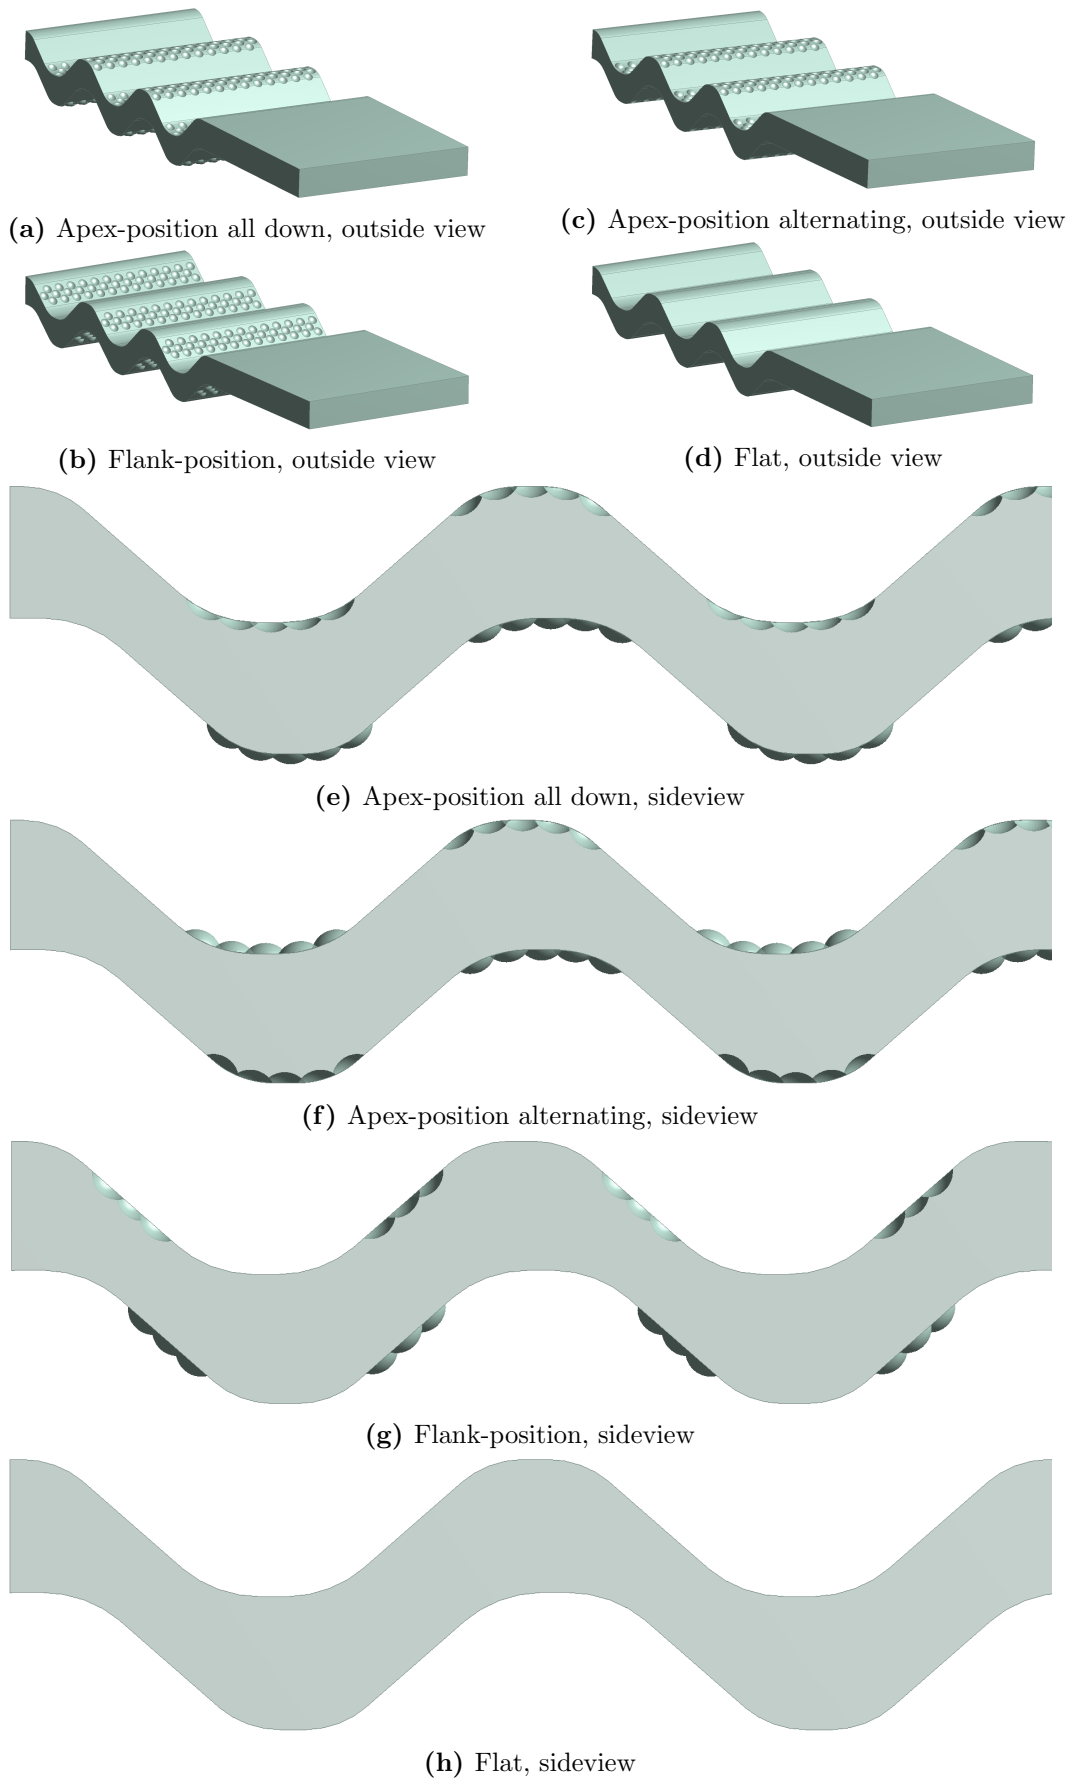 (a) Apex-position all down, outside view
(c) Apex-position alternating, outside view
(b) Flank-position, outside view
(d) Flat, outside view
(e) Apex-position all down, sideview
(f) Apex-position alternating, sideview
(g) Flank-position, sideview
(h) Flat, sideview